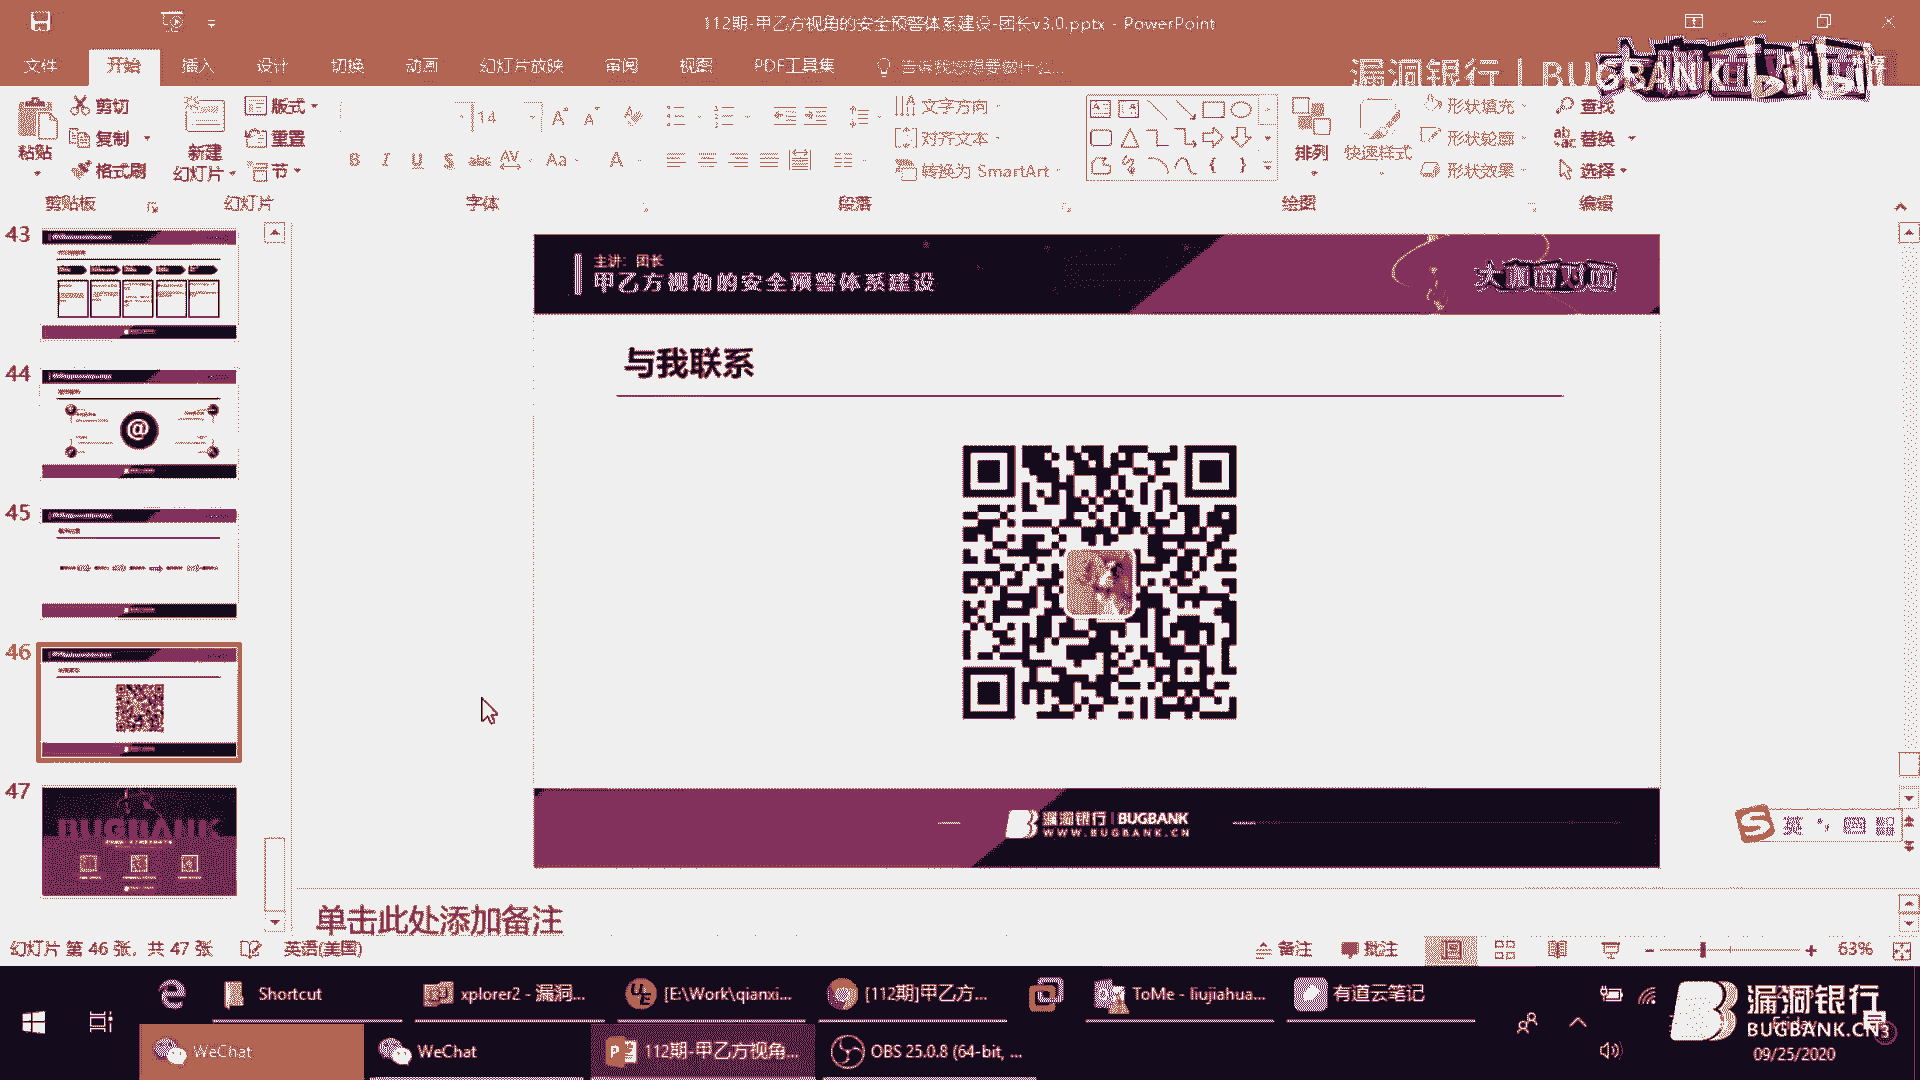 112期-甲乙方视角的安全预警体系建设-团长v3.0.pptx - PowerPoint
文件 开始 插入 设计 切换 动画 幻灯片放映 审阅 视图 PDF工具集 告诉我您想要做什么...
漏洞银行 | BUGBANK
粘贴 剪切 复制 格式刷
新建幻灯片 版式 重置 节
14
B I U S abc AV Aa A
文字方向
对齐文本
转换为 SmartArt
排列 快速样式
形状填充
形状轮廓
形状效果
查找
替换
选择
剪贴板 幻灯片 字体 段落 绘图 编辑
43
44
45
46
47
BUGBANK
主讲：团长
甲乙方视角的安全预警体系建设
大咖面对面
与我联系
漏洞银行 | BUGBANK
WWW.BUGBANK.CN
英
单击此处添加备注
幻灯片 第 46 张，共 47 张 英语(美国) 备注 批注 63%
Shortcut
xplorer2 - 漏洞...
[E:\Work\qianxi...
[112期]甲乙方...
ToMe - liujiahua...
有道云笔记
WeChat
WeChat
112期-甲乙方视角...
OBS 25.0.8 (64-bit, ...
漏洞银行
BUGBANK.CN
3
09/25/2020